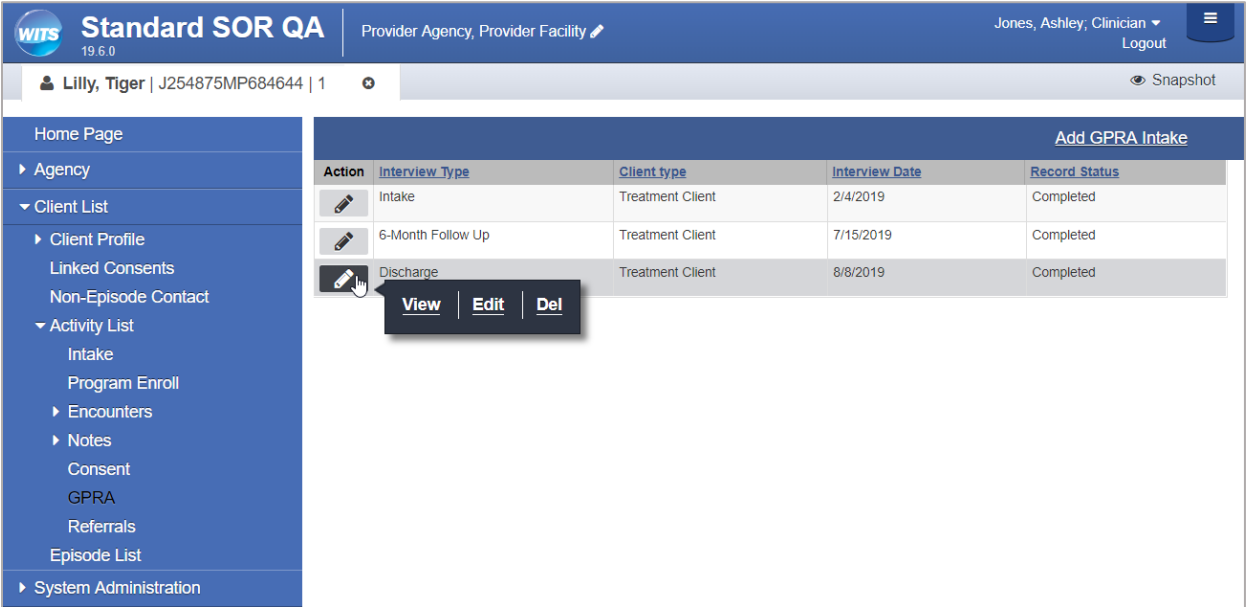 WITS
Standard SOR QA
19.6.0
Provider Agency, Provider Facility
Jones, Ashley; Clinician
Logout
Lilly, Tiger | J254875MP684644 | 1
Snapshot
Home Page
Agency
Client List
Client Profile
Linked Consents
Non-Episode Contact
Activity List
Intake
Program Enroll
Encounters
Notes
Consent
GPRA
Referrals
Episode List
System Administration
Add GPRA Intake
Action Interview Type Client type Interview Date Record Status
Intake Treatment Client 2/4/2019 Completed
6-Month Follow Up Treatment Client 7/15/2019 Completed
Discharge Treatment Client 8/8/2019 Completed
View Edit Del